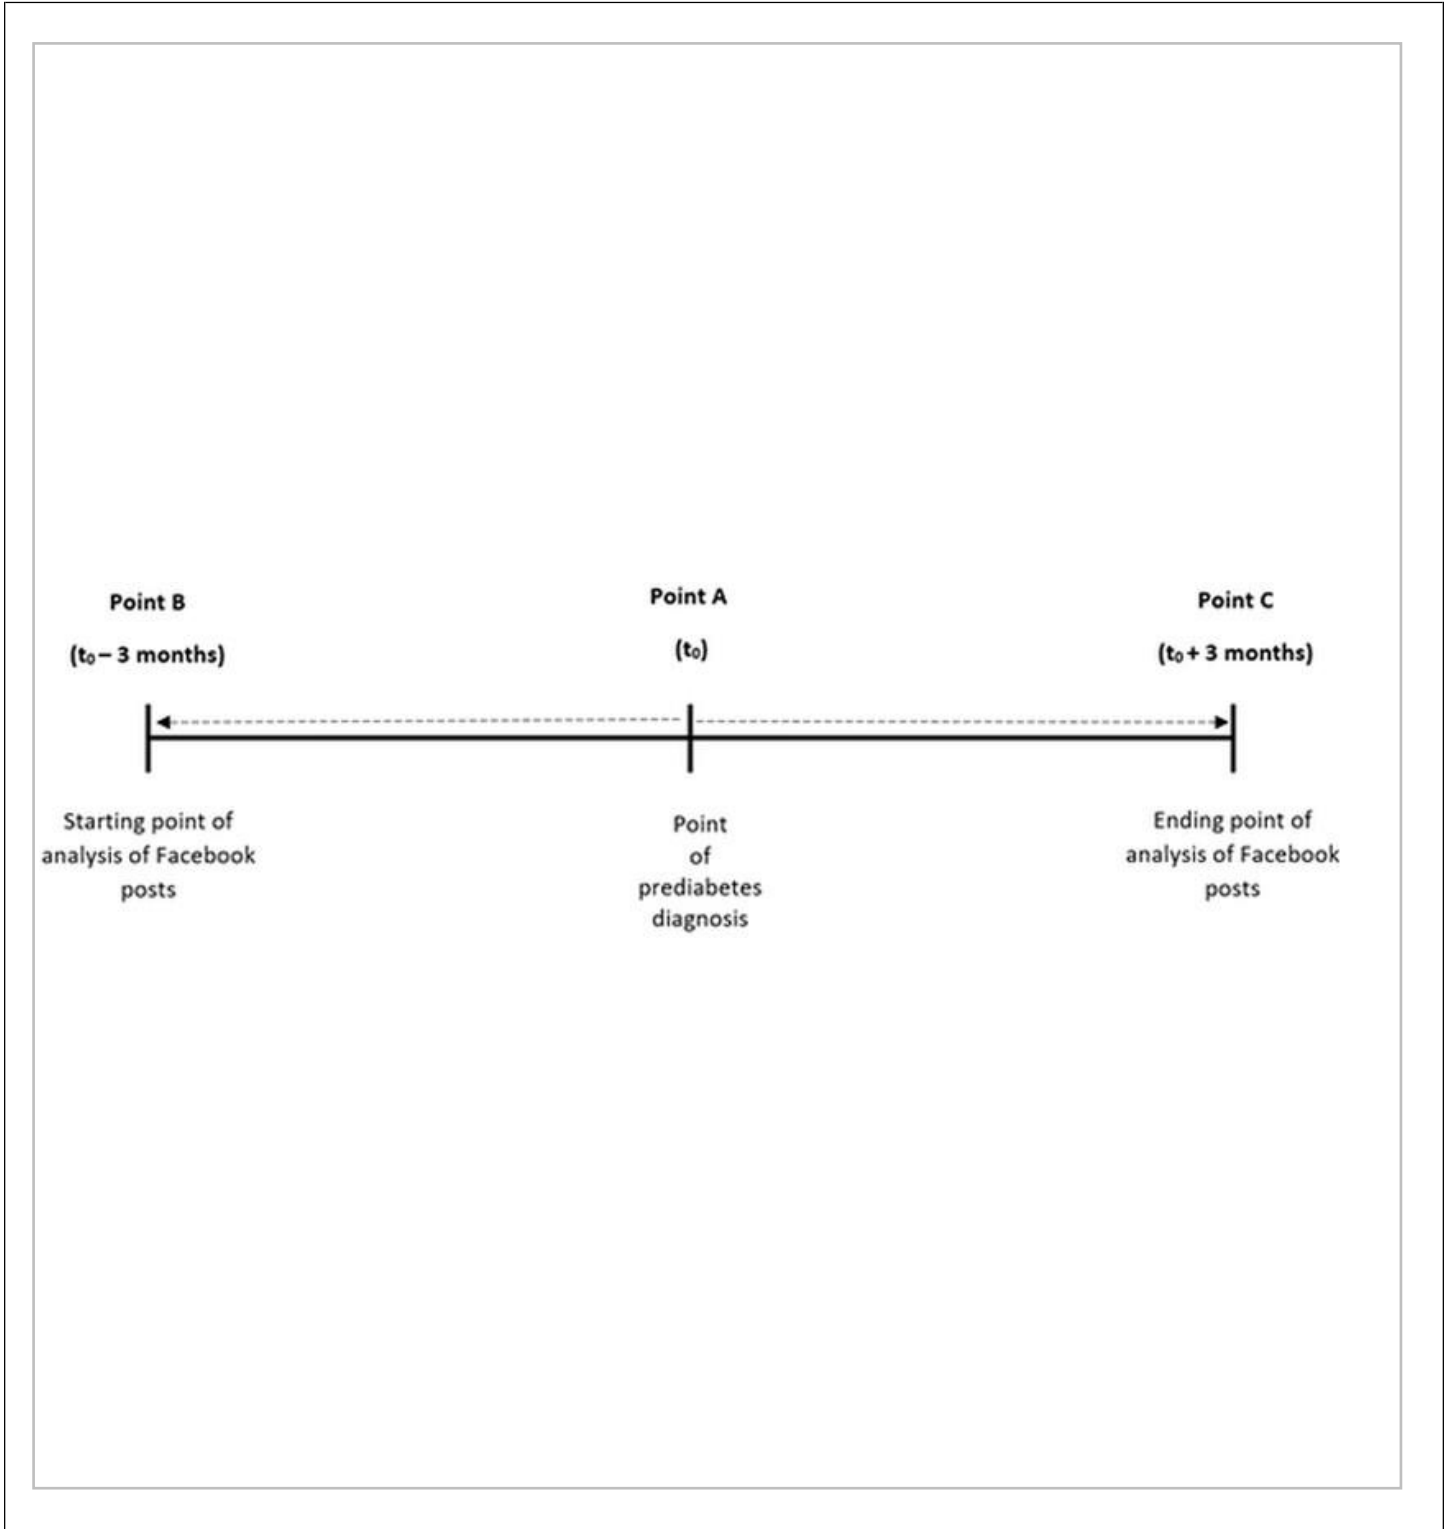 Point B
(t₀ – 3 months)
Starting point of
analysis of Facebook
posts
Point A
(t₀)
Point
of
prediabetes
diagnosis
Point C
(t₀ + 3 months)
Ending point of
analysis of Facebook
posts